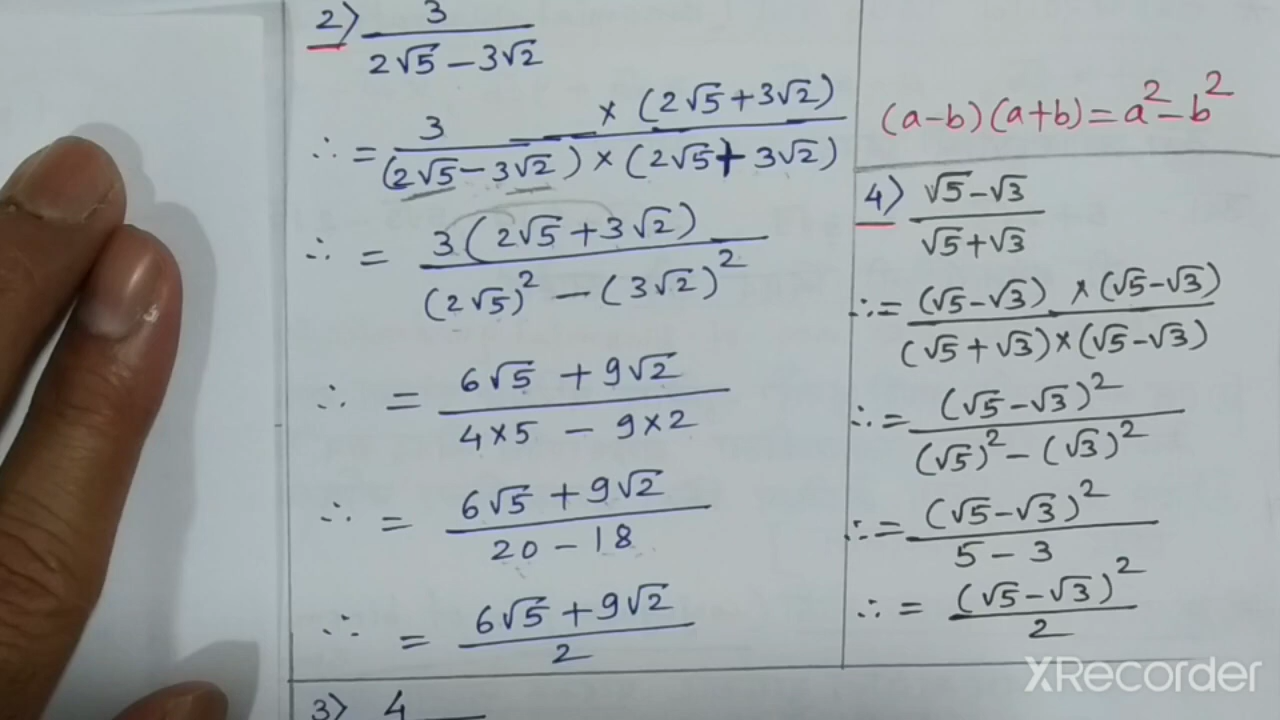 2) 3
2√5 - 3√2
∴ = 3 × (2√5 + 3√2)
(2√5 - 3√2) × (2√5 + 3√2)
∴ = 3(2√5 + 3√2)
(2√5)² - (3√2)²
∴ = 6√5 + 9√2
4×5 - 9×2
∴ = 6√5 + 9√2
20 - 18
∴ = 6√5 + 9√2
2
3) 4
(a-b)(a+b) = a² - b²
4) √5 - √3
√5 + √3
∴ = (√5 - √3) × (√5 - √3)
(√5 + √3) × (√5 - √3)
∴ = (√5 - √3)²
(√5)² - (√3)²
∴ = (√5 - √3)²
5 - 3
∴ = (√5 - √3)²
2
XRecorder